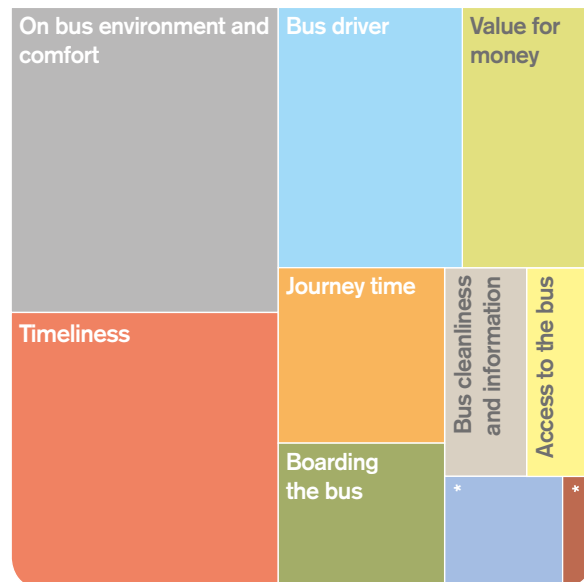 On bus environment and
comfort
Bus driver
Value for
money
Timeliness
Journey time
Bus cleanliness
and information
Access to the bus
Boarding
the bus
*
*